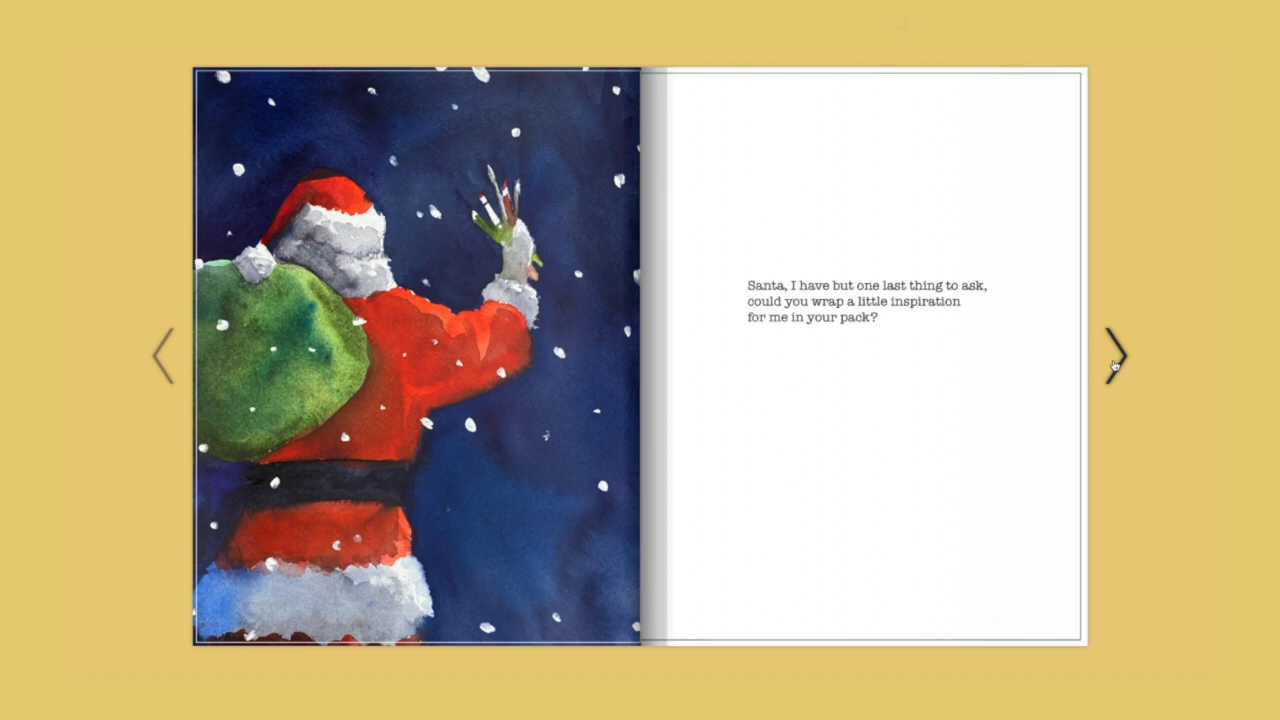 Santa, I have but one last thing to ask,
could you wrap a little inspiration
for me in your pack?